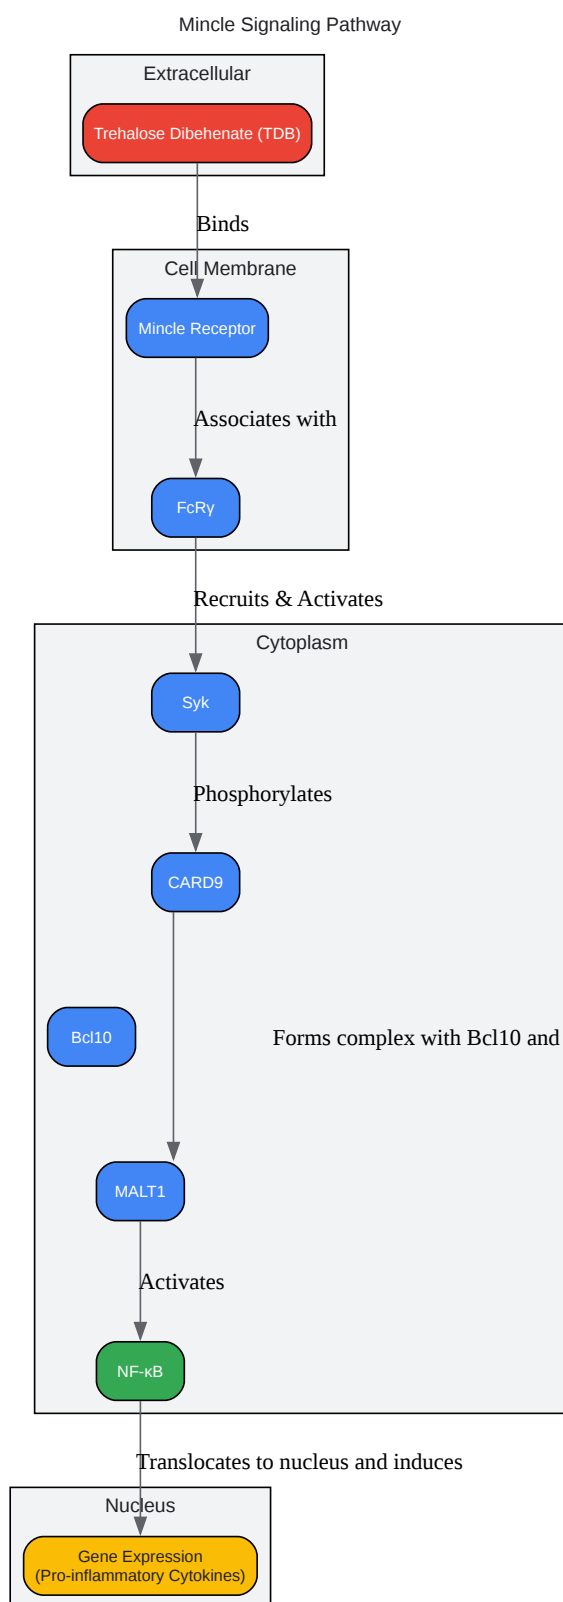 Mincle Signaling Pathway
Extracellular
Trehalose Dibehenate (TDB)
Binds
Cell Membrane
Mincle Receptor
Associates with
FcRγ
Recruits & Activates
Cytoplasm
Syk
Phosphorylates
CARD9
Bcl10
Forms complex with Bcl10 and
MALT1
Activates
NF-κB
Translocates to nucleus and induces
Nucleus
Gene Expression
(Pro-inflammatory Cytokines)